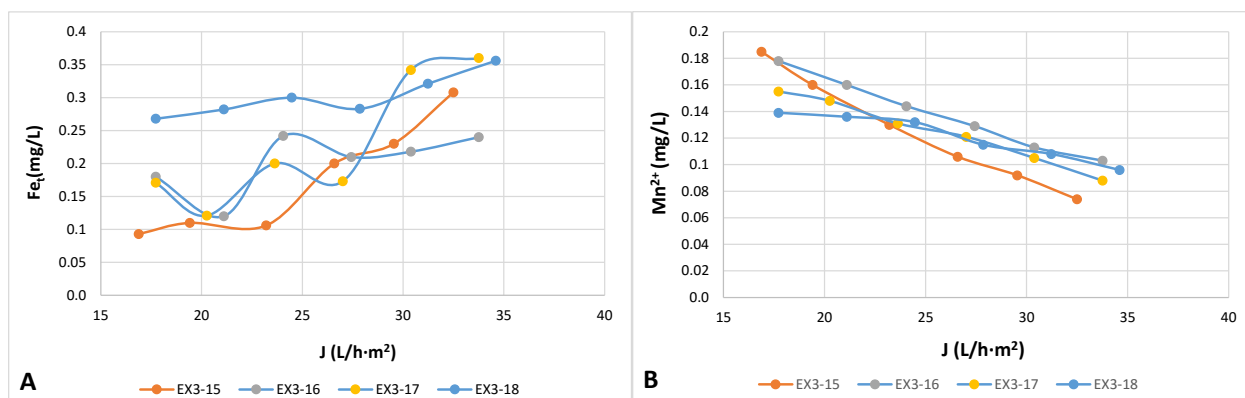 0.4
0.35
0.3
0.25
0.2
0.15
0.1
0.05
0.0
Feₜ(mg/L)
15 20 25 30 35 40
J (L/h·m²)
A
EX3-15 EX3-16 EX3-17 EX3-18
0.2
0.18
0.16
0.14
0.12
0.1
0.08
0.06
0.04
0.02
0.0
Mn²⁺ (mg/L)
15 20 25 30 35 40
J (L/h·m²)
B
EX3-15 EX3-16 EX3-17 EX3-18